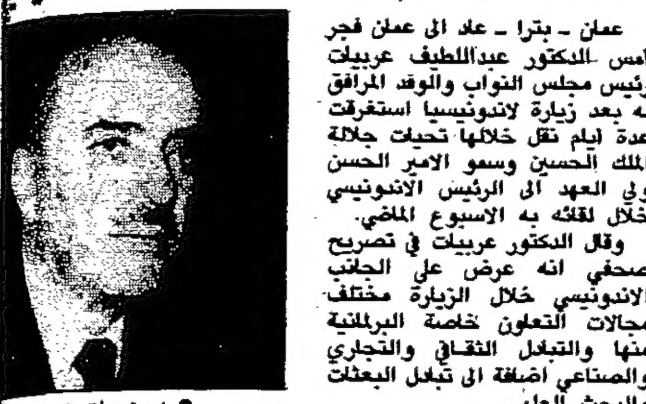 عمان - بترا - عاد الى عمان فجر
امس الدكتور عبداللطيف عربيات
رئيس مجلس النواب والوفد المرافق
له بعد زيارة لاندونيسيا استغرقت
عدة ايام نقل خلالها تحيات جلالة
الملك الحسين وسمو الامير الحسن
ولي العهد الى الرئيس الاندونيسي
خلال لقائه به الاسبوع الماضي.
وقال الدكتور عربيات في تصريح
صحفي انه عرض على الجانب
الاندونيسي خلال الزيارة مختلف
مجالات التعاون خاصة البرلمانية
منها والتبادل الثقافي والتجاري
والصناعي اضافة الى تبادل البعثات